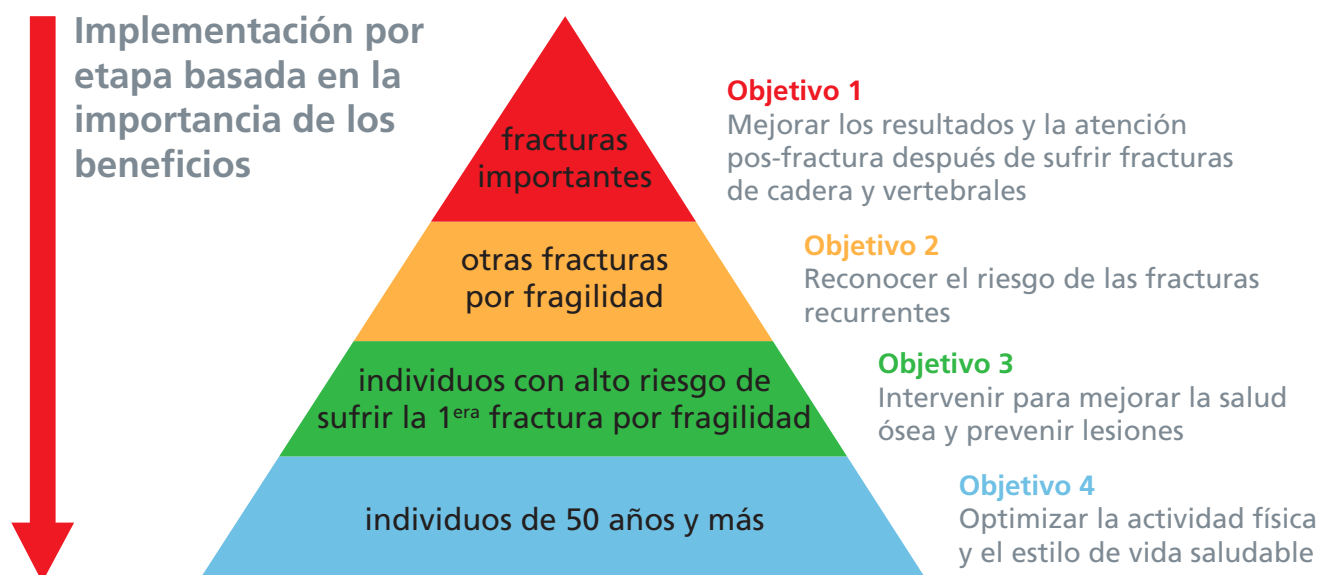 Implementación por
etapa basada en la
importancia de los
beneficios
fracturas
importantes
Objetivo 1
Mejorar los resultados y la atención
pos-fractura después de sufrir fracturas
de cadera y vertebrales
otras fracturas
por fragilidad
Objetivo 2
Reconocer el riesgo de las fracturas
recurrentes
individuos con alto riesgo de
sufrir la 1era fractura por fragilidad
Objetivo 3
Intervenir para mejorar la salud
ósea y prevenir lesiones
individuos de 50 años y más
Objetivo 4
Optimizar la actividad física
y el estilo de vida saludable